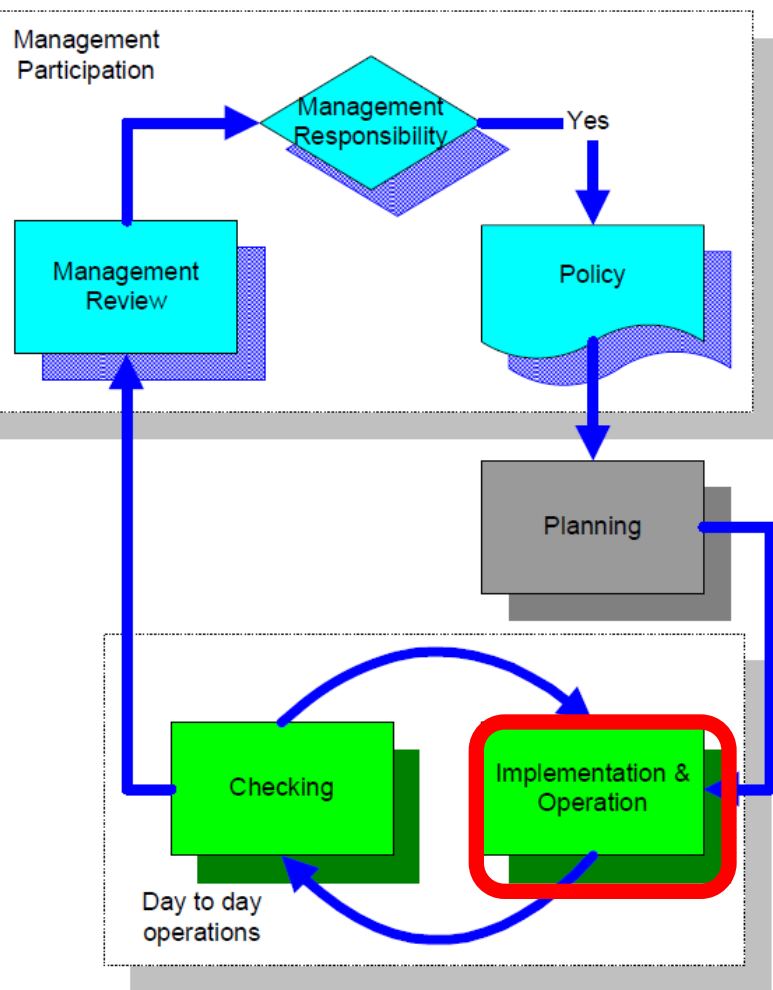 Management
Participation
Management
Responsibility
Yes
Management
Review
Policy
Planning
Checking
Implementation &
Operation
Day to day
operations